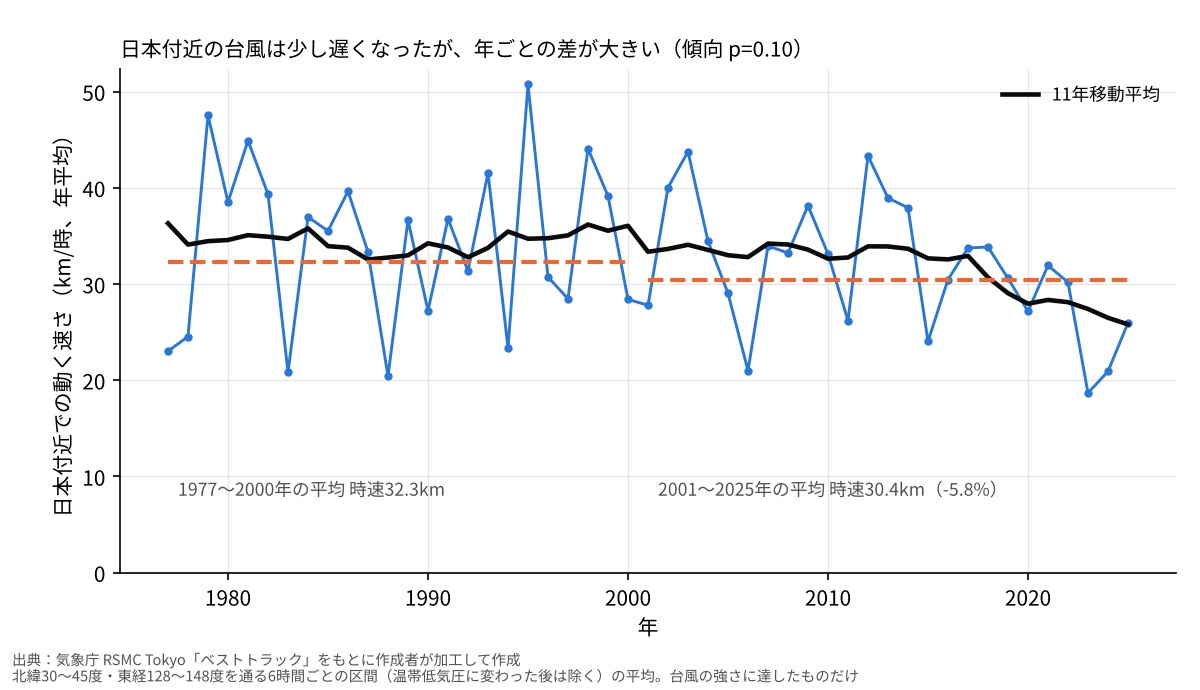 日本付近の台風は少し遅くなったが、年ごとの差が大きい（傾向 p=0.10）
11年移動平均
日本付近での動く速さ（km/時、年平均）
50
40
30
20
10
0
1977～2000年の平均 時速32.3km
2001～2025年の平均 時速30.4km（-5.8%）
1980
1990
2000
2010
2020
年
出典：気象庁 RSMC Tokyo「ベストトラック」をもとに作成者が加工して作成
北緯30～45度・東経128～148度を通る6時間ごとの区間（温帯低気圧に変わった後は除く）の平均。台風の強さに達したものだけ